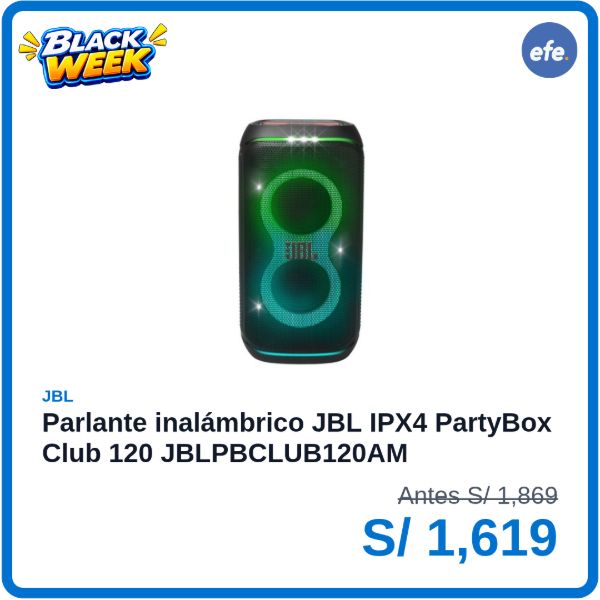 BLACK
WEEK
efe.
JBL
JBL
Parlante inalámbrico JBL IPX4 PartyBox
Club 120 JBLPBCLUB120AM
Antes S/ 1,869
S/ 1,619